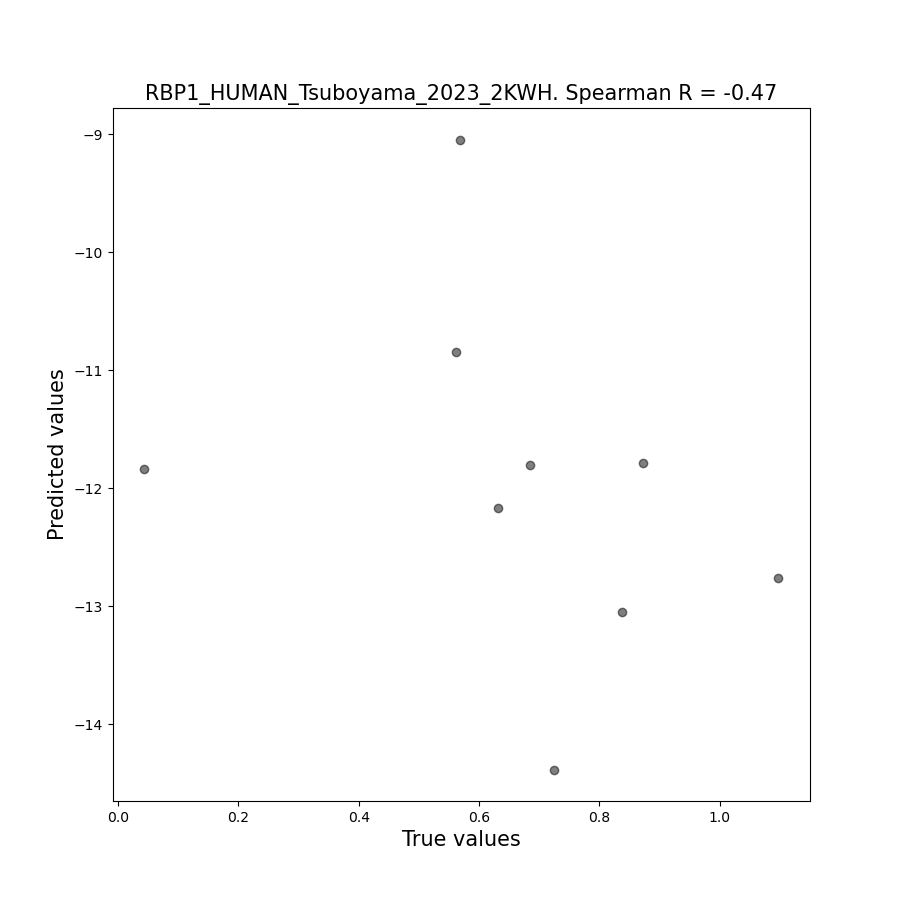 RBP1_HUMAN_Tsuboyama_2023_2KWH. Spearman R = -0.47
−9
−10
−11
−12
−13
−14
Predicted values
0.0 0.2 0.4 0.6 0.8 1.0
True values